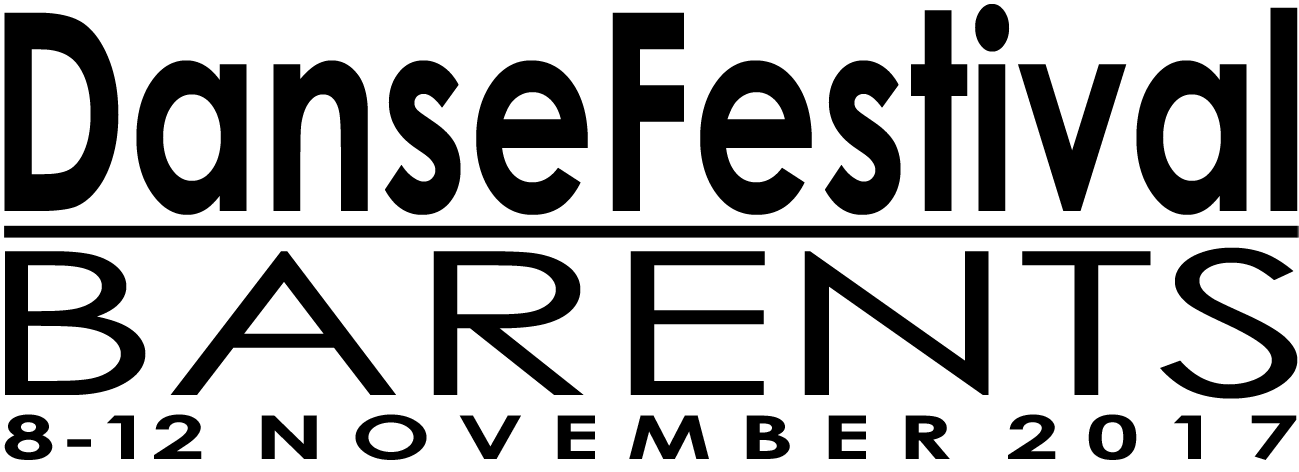 DanseFestival
BARENTS
8-12 NOVEMBER 2017